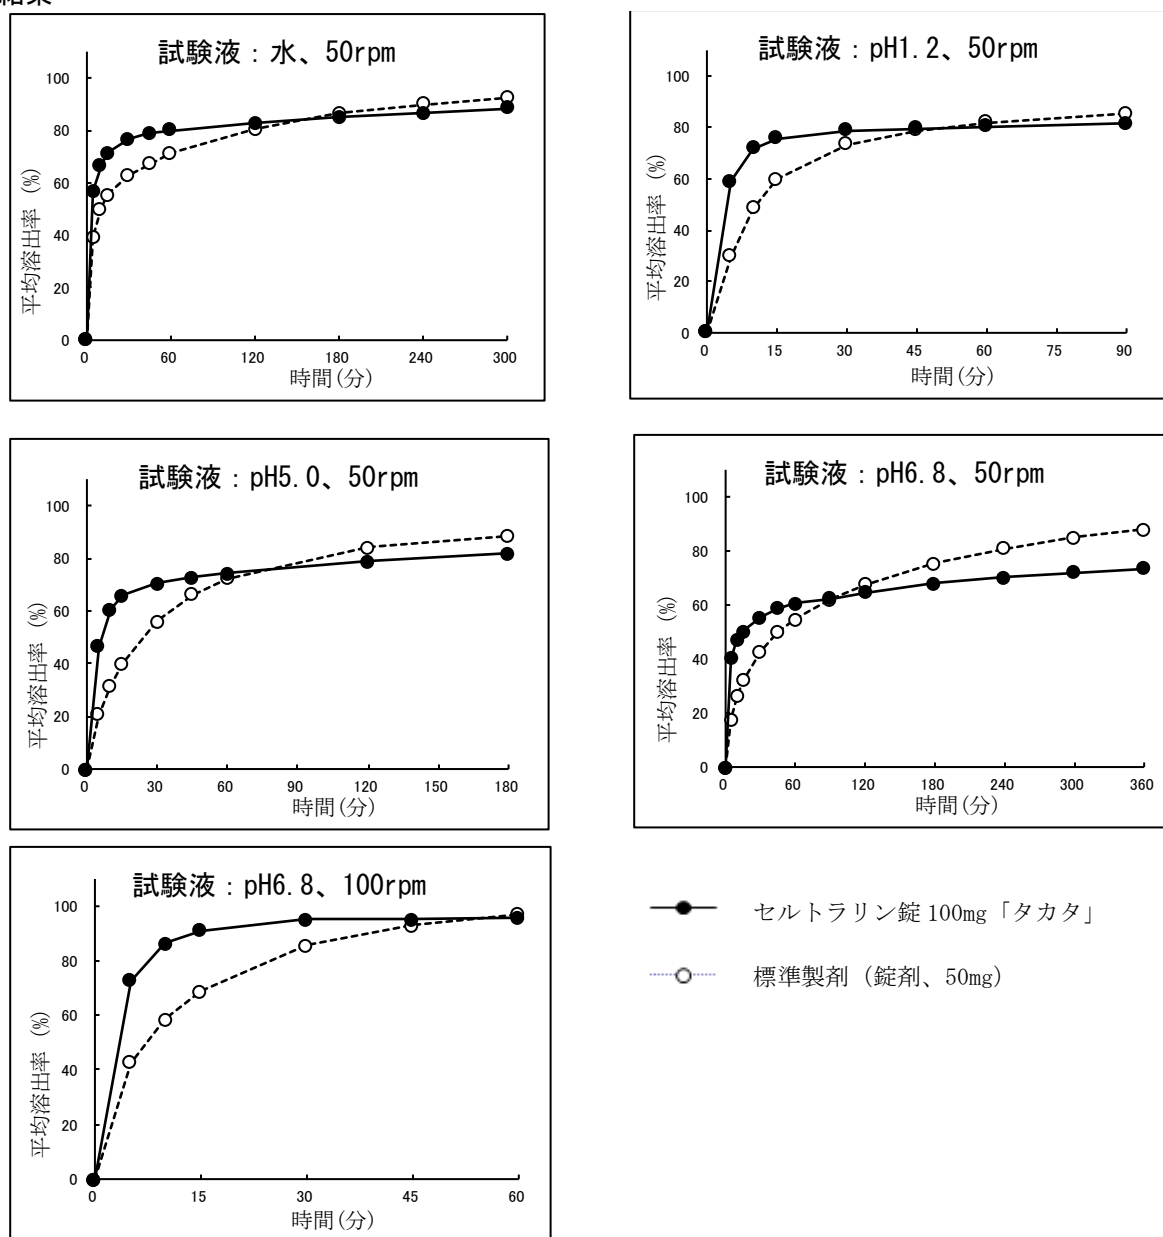 結果
試験液：水、50rpm
平均溶出率 (%)
100
80
60
40
20
0
0 60 120 180 240 300
時間(分)
試験液：pH1.2、50rpm
平均溶出率 (%)
100
80
60
40
20
0
0 15 30 45 60 75 90
時間(分)
試験液：pH5.0、50rpm
平均溶出率 (%)
100
80
60
40
20
0
0 30 60 90 120 150 180
時間(分)
試験液：pH6.8、50rpm
平均溶出率 (%)
100
80
60
40
20
0
0 60 120 180 240 300 360
時間(分)
試験液：pH6.8、100rpm
平均溶出率 (%)
100
80
60
40
20
0
0 15 30 45 60
時間(分)
セルトラリン錠 100mg「タカタ」
標準製剤（錠剤、50mg）